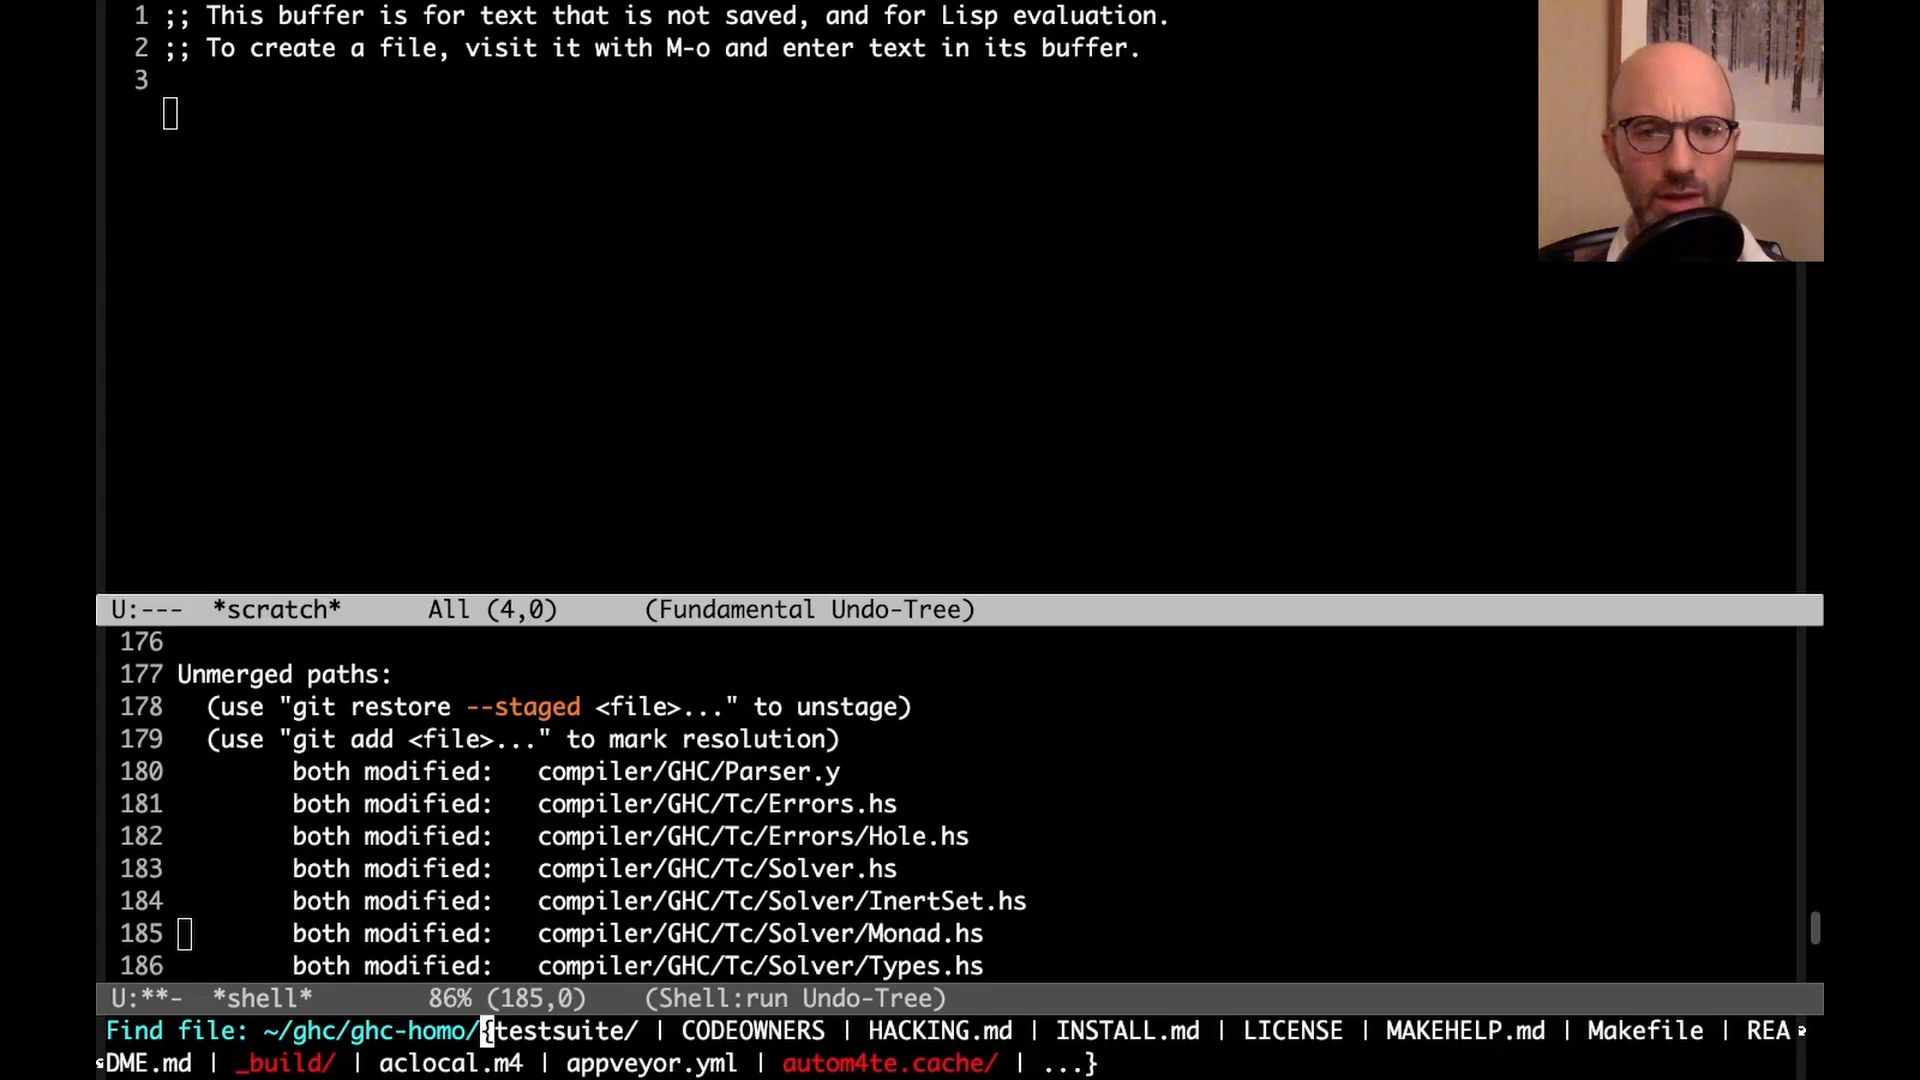 1 ;; This buffer is for text that is not saved, and for Lisp evaluation.
2 ;; To create a file, visit it with M-o and enter text in its buffer.
3
U:--- *scratch* All (4,0) (Fundamental Undo-Tree)
176
177 Unmerged paths:
178 (use "git restore --staged <file>..." to unstage)
179 (use "git add <file>..." to mark resolution)
180 both modified: compiler/GHC/Parser.y
181 both modified: compiler/GHC/Tc/Errors.hs
182 both modified: compiler/GHC/Tc/Errors/Hole.hs
183 both modified: compiler/GHC/Tc/Solver.hs
184 both modified: compiler/GHC/Tc/Solver/InertSet.hs
185 both modified: compiler/GHC/Tc/Solver/Monad.hs
186 both modified: compiler/GHC/Tc/Solver/Types.hs
U:**- *shell* 86% (185,0) (Shell:run Undo-Tree)
Find file: ~/ghc/ghc-homo/{testsuite/ | CODEOWNERS | HACKING.md | INSTALL.md | LICENSE | MAKEHELP.md | Makefile | REA
DME.md | _build/ | aclocal.m4 | appveyor.yml | autom4te.cache/ | ...}